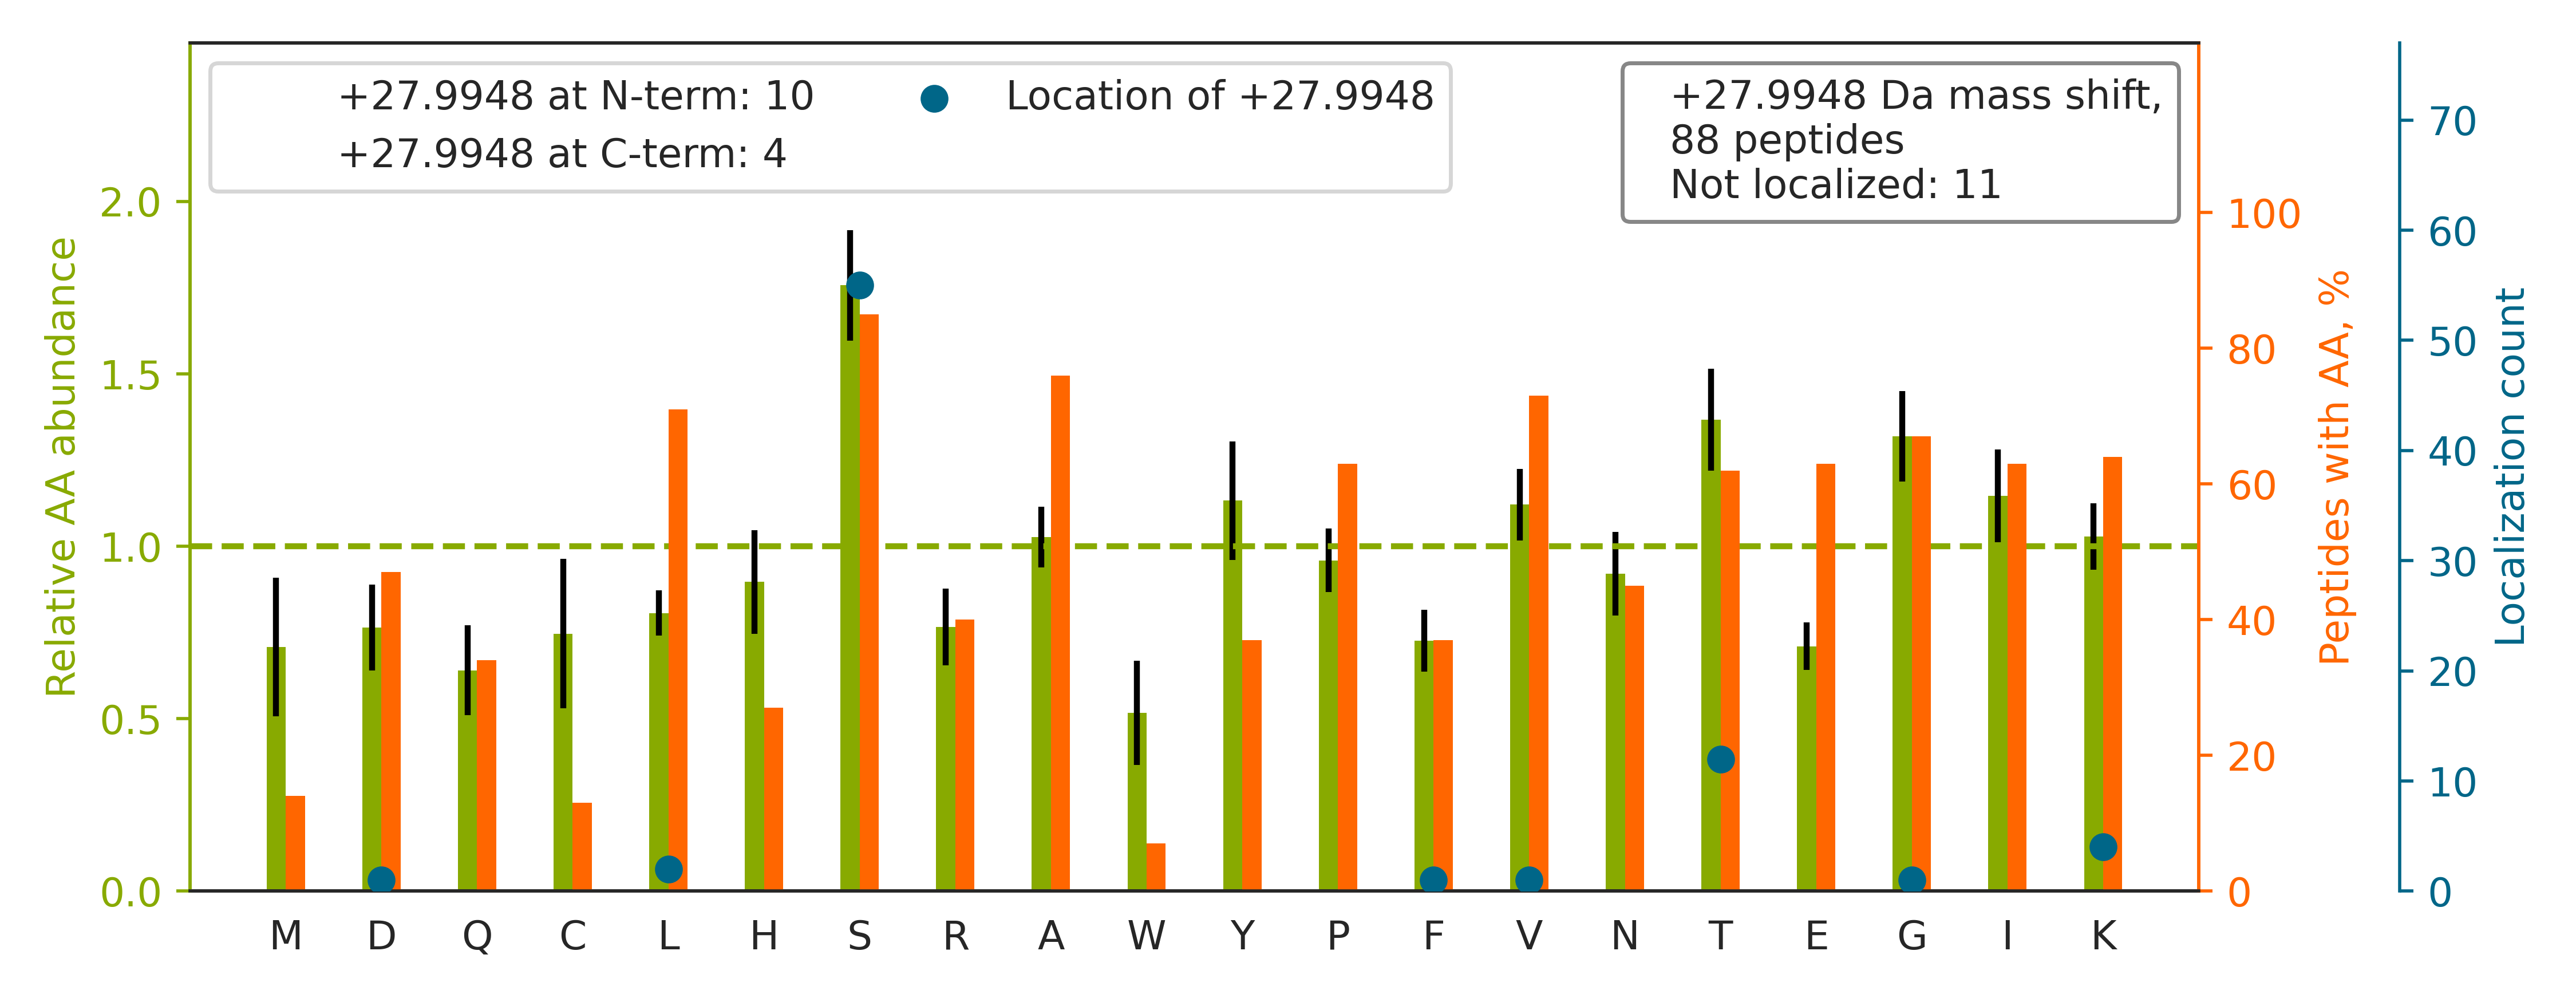 +27.9948 at N-term: 10
+27.9948 at C-term: 4
Location of +27.9948
+27.9948 Da mass shift,
88 peptides
Not localized: 11
Relative AA abundance
2.0
1.5
1.0
0.5
0.0
100
80
60
40
20
0
Peptides with AA, %
70
60
50
40
30
20
10
0
Localization count
M D Q C L H S R A W Y P F V N T E G I K